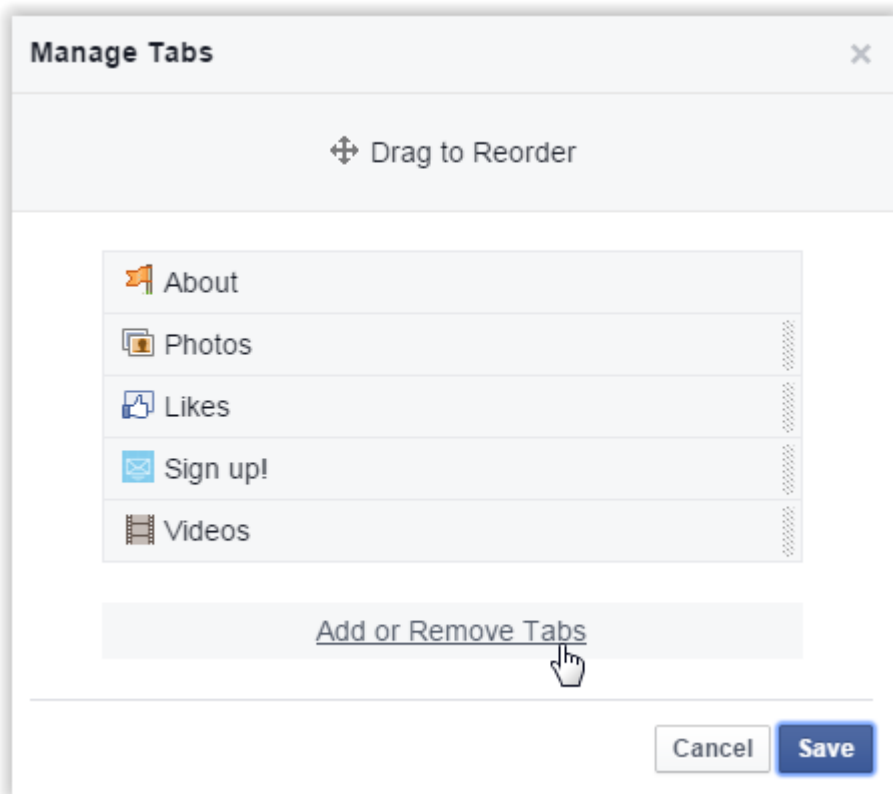 Manage Tabs
Drag to Reorder
About
Photos
Likes
Sign up!
Videos
Add or Remove Tabs
Cancel Save